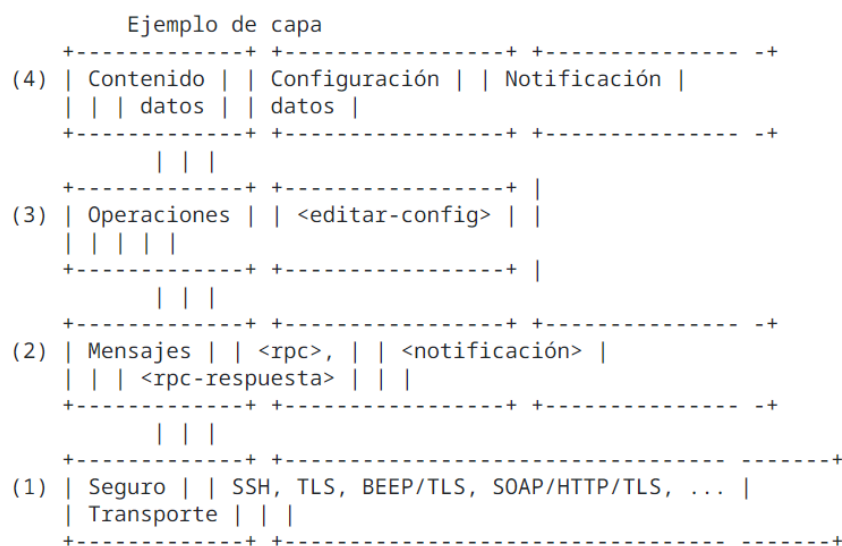 Ejemplo de capa
+-------------+ +-----------------+ +--------------- -+
(4) | Contenido | | Configuración | | Notificación |
| | | datos | | datos |
+-------------+ +-----------------+ +--------------- -+
| | |
+-------------+ +-----------------+ |
(3) | Operaciones | | <editar-config> | |
| | | | |
+-------------+ +-----------------+ |
| | |
+-------------+ +-----------------+ +--------------- -+
(2) | Mensajes | | <rpc>, | | <notificación> |
| | | <rpc-respuesta> | | |
+-------------+ +-----------------+ +--------------- -+
| | |
+-------------+ +---------------------------------- -------+
(1) | Seguro | | SSH, TLS, BEEP/TLS, SOAP/HTTP/TLS, ... |
| Transporte | | |
+-------------+ +---------------------------------- -------+